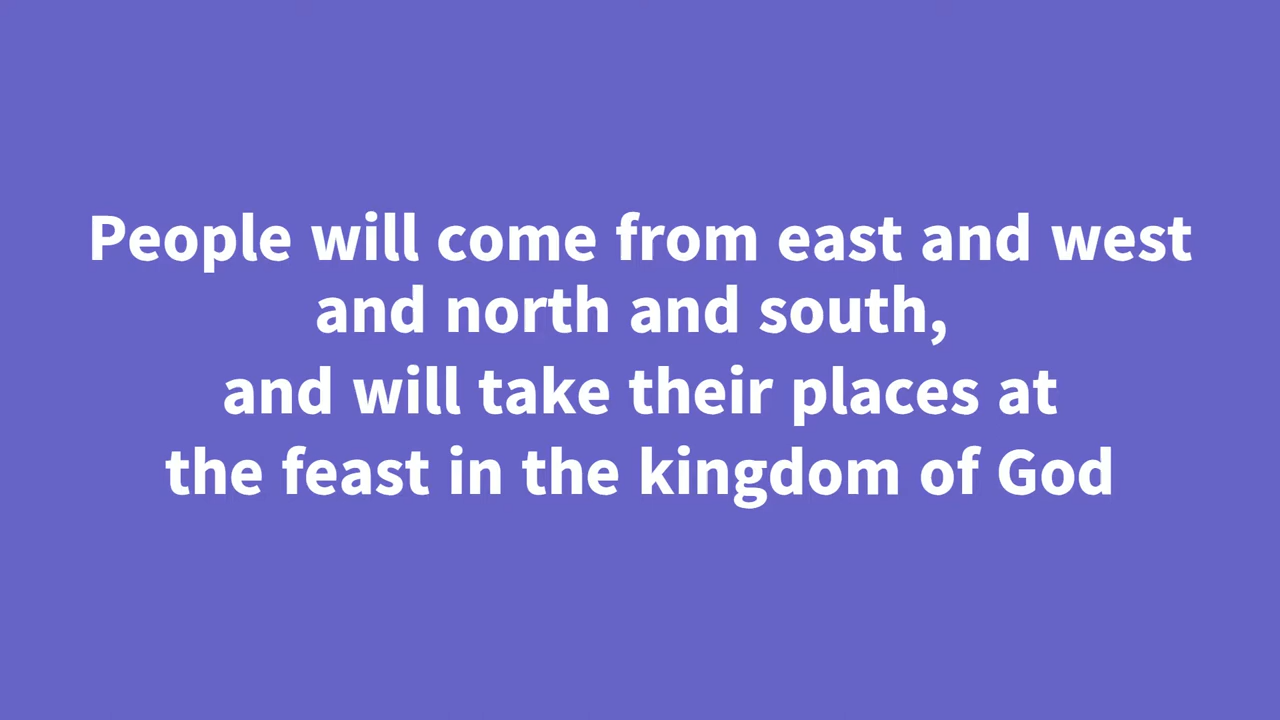 People will come from east and west
and north and south,
and will take their places at
the feast in the kingdom of God